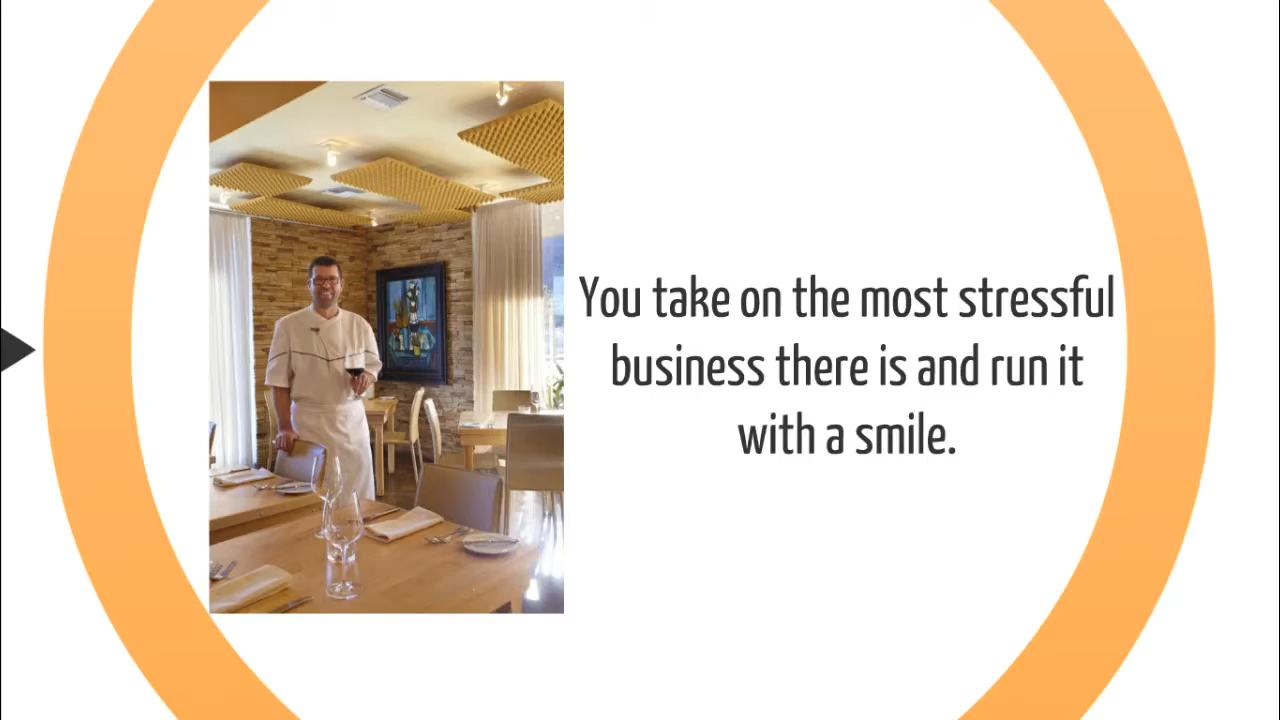 You take on the most stressful
business there is and run it
with a smile.